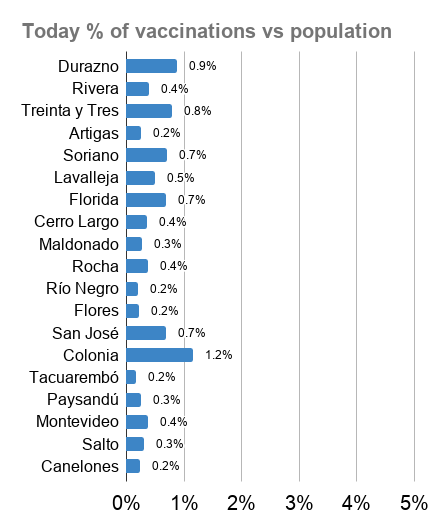 Today % of vaccinations vs population
Durazno 0.9%
Rivera 0.4%
Treinta y Tres 0.8%
Artigas 0.2%
Soriano 0.7%
Lavalleja 0.5%
Florida 0.7%
Cerro Largo 0.4%
Maldonado 0.3%
Rocha 0.4%
Río Negro 0.2%
Flores 0.2%
San José 0.7%
Colonia 1.2%
Tacuarembó 0.2%
Paysandú 0.3%
Montevideo 0.4%
Salto 0.3%
Canelones 0.2%
0% 1% 2% 3% 4% 5%